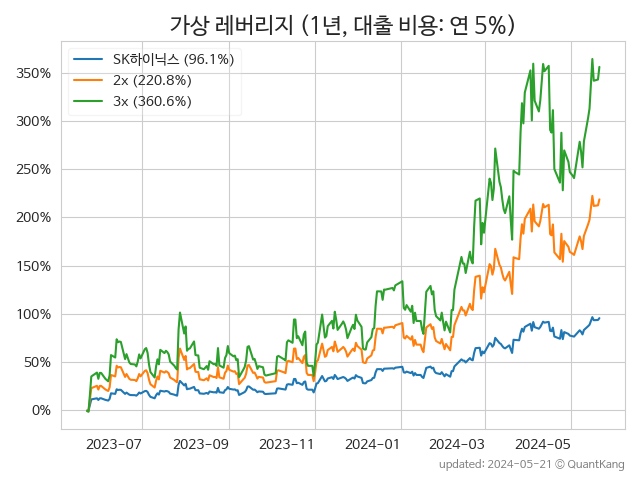 가상 레버리지 (1년, 대출 비용: 연 5%)
SK하이닉스 (96.1%)
2x (220.8%)
3x (360.6%)
350%
300%
250%
200%
150%
100%
50%
0%
2023-07
2023-09
2023-11
2024-01
2024-03
2024-05
updated: 2024-05-21 © QuantKang